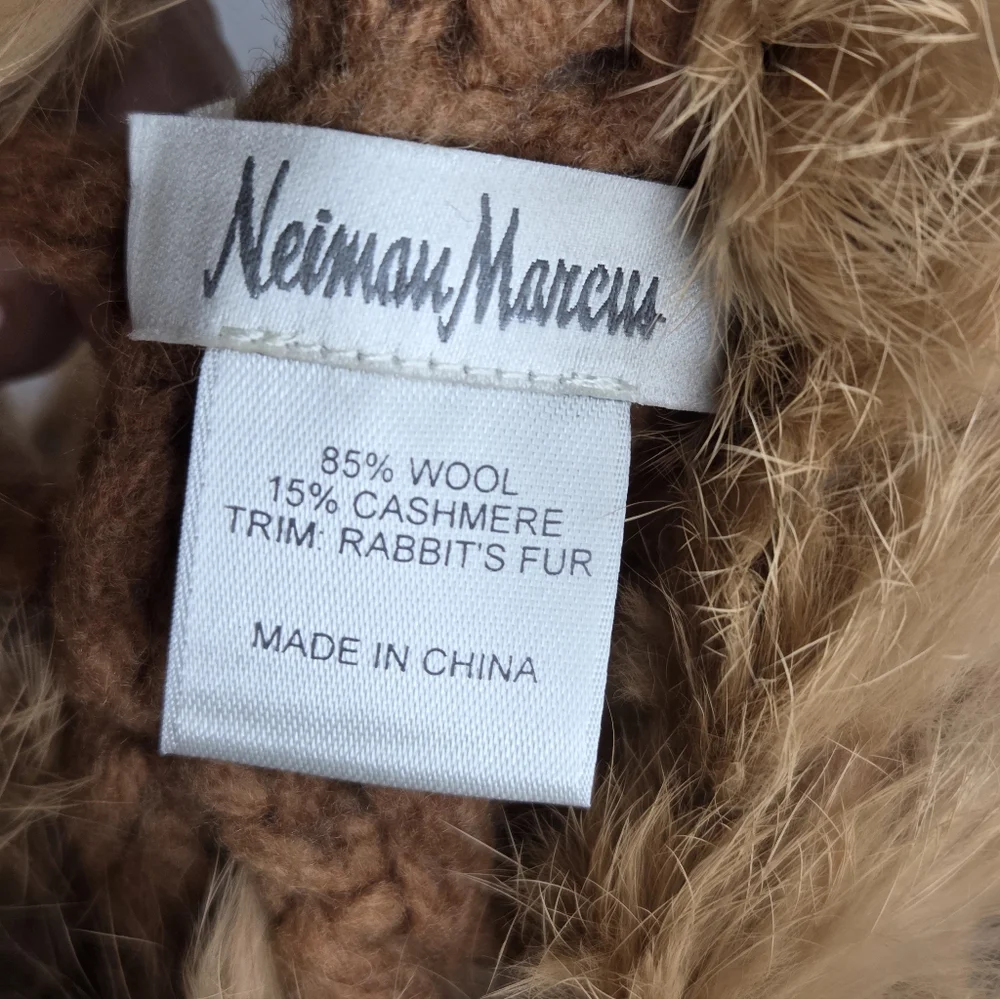 Neiman Marcus
85% WOOL
15% CASHMERE
TRIM: RABBIT'S FUR
MADE IN CHINA